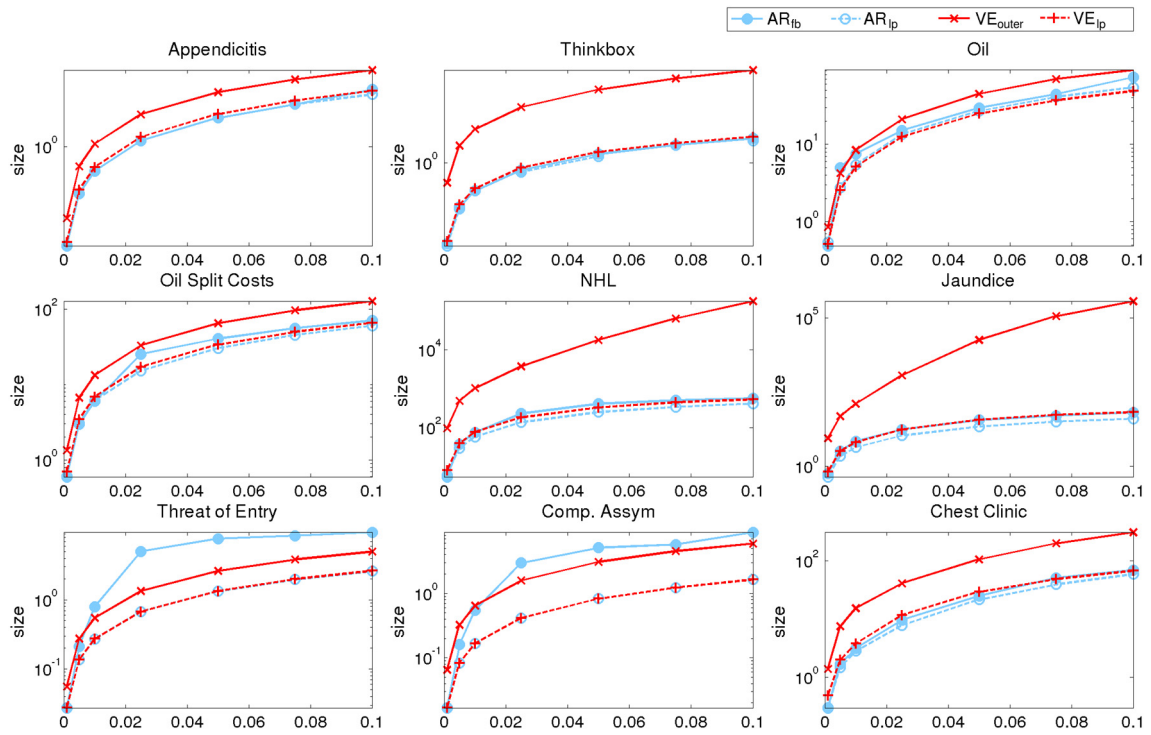 AR_fb AR_lp VE_outer VE_lp
Appendicitis Thinkbox Oil
size 10^0
0 0.02 0.04 0.06 0.08 0.1
size 10^0
0 0.02 0.04 0.06 0.08 0.1
size 10^1 10^0
0 0.02 0.04 0.06 0.08 0.1
Oil Split Costs NHL Jaundice
size 10^2 10^0
0 0.02 0.04 0.06 0.08 0.1
size 10^4 10^2
0 0.02 0.04 0.06 0.08 0.1
size 10^5 10^0
0 0.02 0.04 0.06 0.08 0.1
Threat of Entry Comp. Assym Chest Clinic
size 10^0 10^-1
0 0.02 0.04 0.06 0.08 0.1
size 10^0 10^-1
0 0.02 0.04 0.06 0.08 0.1
size 10^2 10^0
0 0.02 0.04 0.06 0.08 0.1